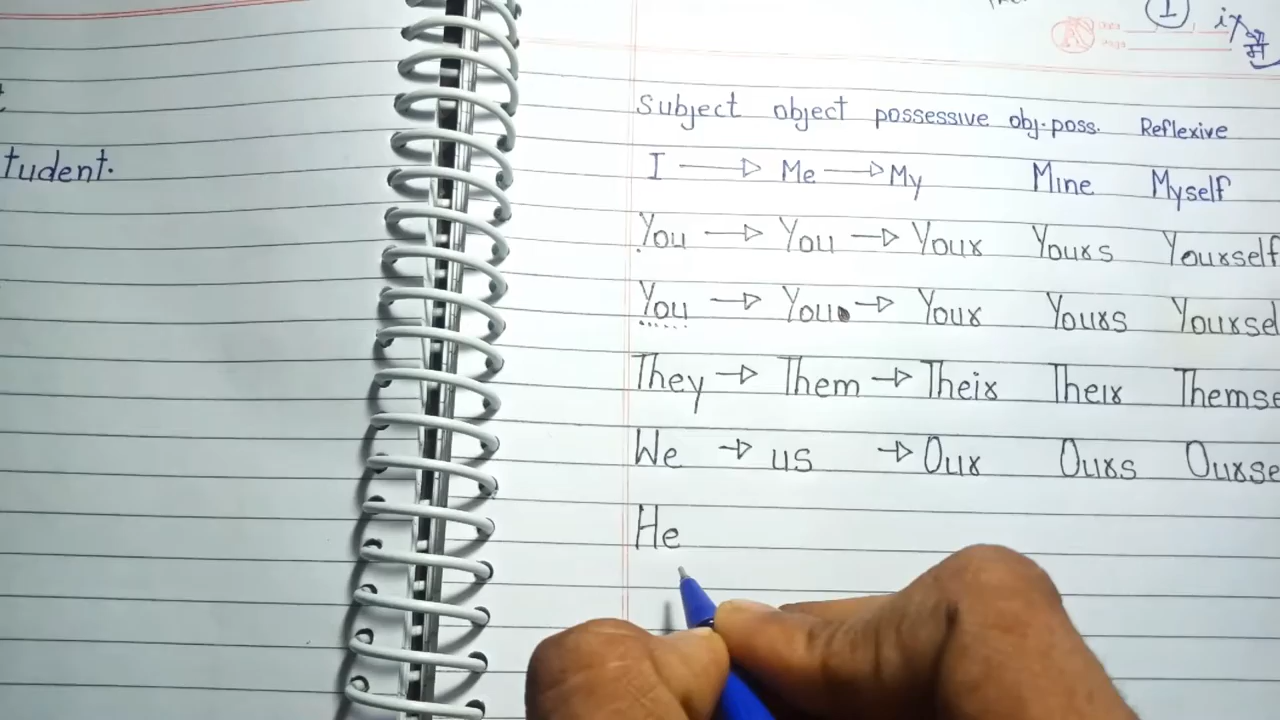 1
Subject object possessive obj.poss. Reflexive
I Me My Mine Myself
tudent.
You You Your Yours Yourself
You You Your Yours Yoursel
They Them Their Their Themse
We us Our Ours Ourse
He